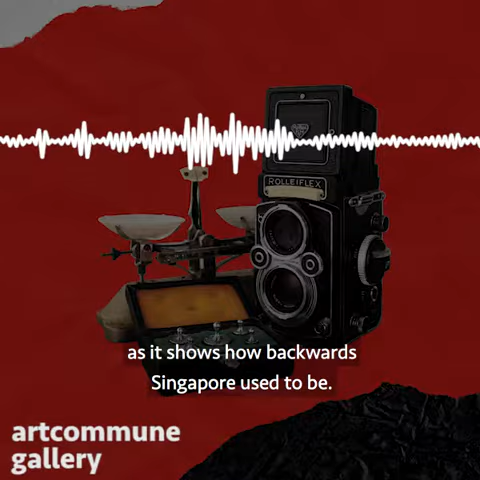 ROLLEIFLEX
as it shows how backwards
Singapore used to be.
artcommune
gallery